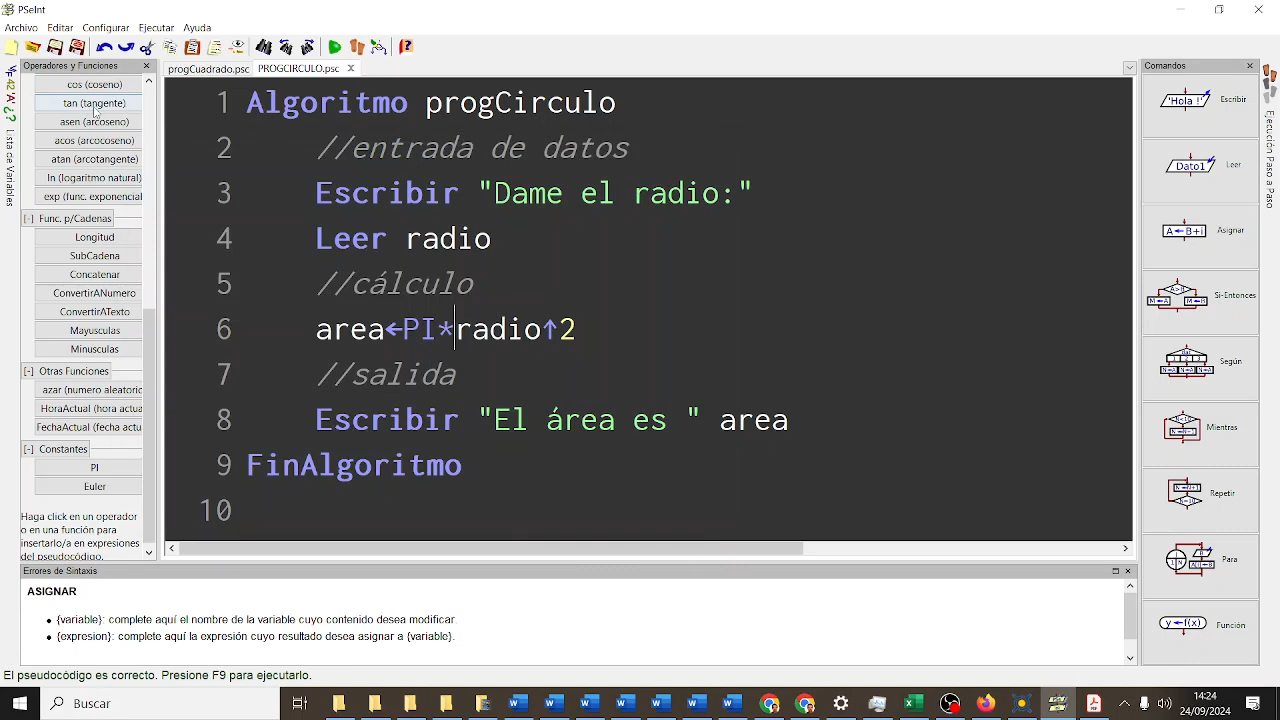 PSeInt
Archivo Editar Configurar Ejecutar Ayuda
Operadores y Funciones
progCuadrado.psc PROGCIRCULO.psc
Comandos
Lista de Variables
cos (coseno)
tan (tangente)
asen (arcoseno)
acos (arcocoseno)
atan (arcotangente)
ln (logaritmo natural)
exp (func. exponencial
Func. p/Cadenas
Longitud
SubCadena
Concatenar
ConvertirANumero
ConvertirATexto
Mayusculas
Minusculas
Otras Funciones
azar (numero aleatorio
HoraActual (hora actua
FechaActual (fecha actu
Constantes
PI
Euler
Haga click en un operador
o en una función para
insertarlo/a en expresiones
del pseudocódigo.
1 Algoritmo progCirculo
2 //entrada de datos
3 Escribir "Dame el radio:"
4 Leer radio
5 //cálculo
6 area←PI*radio↑2
7 //salida
8 Escribir "El área es " area
9 FinAlgoritmo
10
'Hola !' Escribir
Dato1 Leer
A←B+i Asignar
Si-Entonces
Según
Mientras
Repetir
Para
y←f(x) Función
Ejecución Paso a Paso
Errores de Sintaxis
ASIGNAR
• {variable}: complete aquí el nombre de la variable cuyo contenido desea modificar.
• {expresion}: complete aquí la expresión cuyo resultado desea asignar a {variable}.
El pseudocódigo es correcto. Presione F9 para ejecutarlo.
Buscar
14:24
24/09/2024